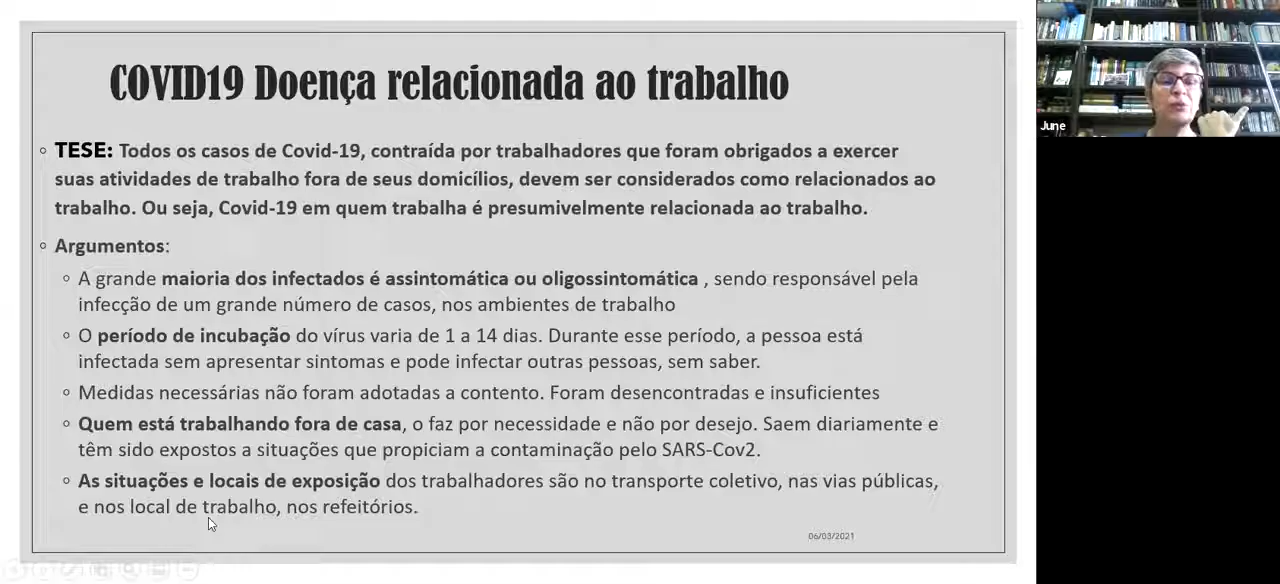 COVID19 Doença relacionada ao trabalho
TESE: Todos os casos de Covid-19, contraída por trabalhadores que foram obrigados a exercer
suas atividades de trabalho fora de seus domicílios, devem ser considerados como relacionados ao
trabalho. Ou seja, Covid-19 em quem trabalha é presumivelmente relacionada ao trabalho.
Argumentos:
A grande maioria dos infectados é assintomática ou oligossintomática , sendo responsável pela
infecção de um grande número de casos, nos ambientes de trabalho
O período de incubação do vírus varia de 1 a 14 dias. Durante esse período, a pessoa está
infectada sem apresentar sintomas e pode infectar outras pessoas, sem saber.
Medidas necessárias não foram adotadas a contento. Foram desencontradas e insuficientes
Quem está trabalhando fora de casa, o faz por necessidade e não por desejo. Saem diariamente e
têm sido expostos a situações que propiciam a contaminação pelo SARS-Cov2.
As situações e locais de exposição dos trabalhadores são no transporte coletivo, nas vias públicas,
e nos local de trabalho, nos refeitórios.
06/03/2021
June